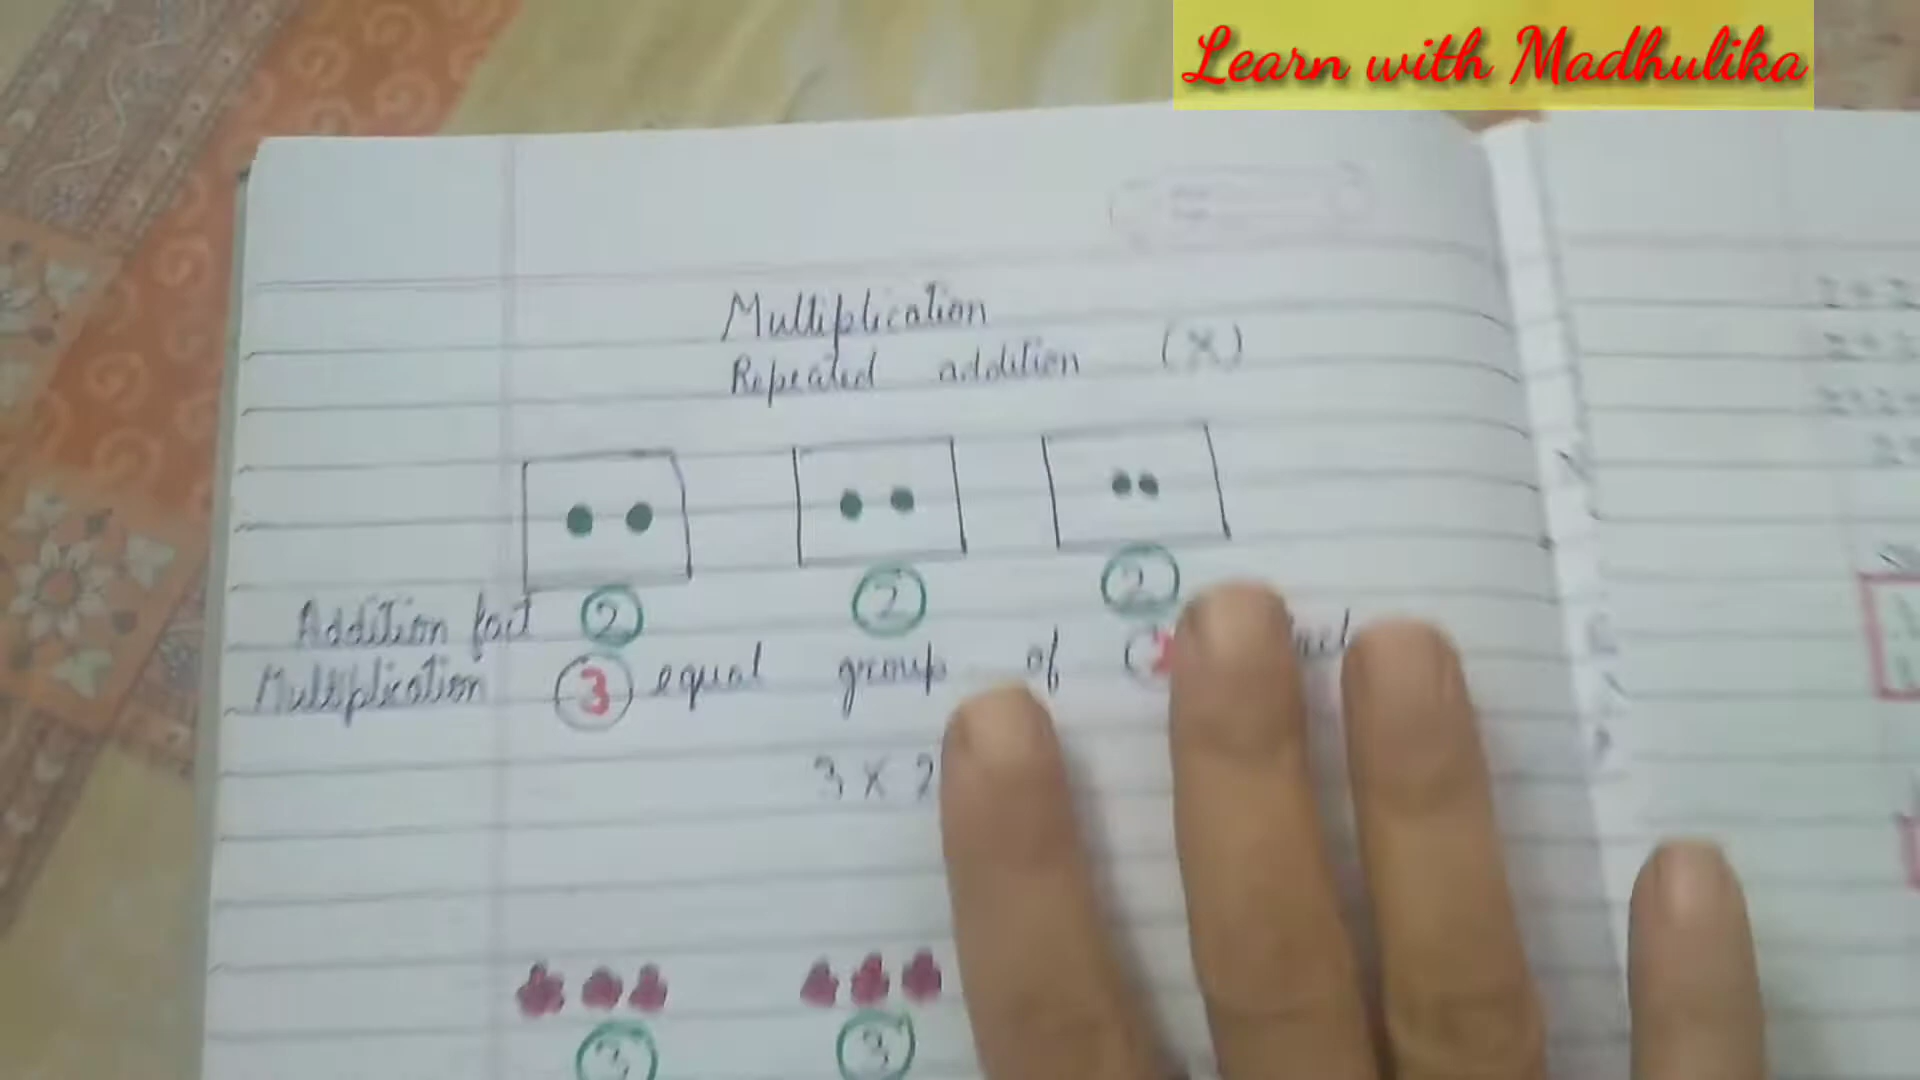 Learn with Madhulika
Multiplication
Repeated addition (X)
Addition fact 2 2 2
Multiplication 3 equal group of
3 X 2
3 3